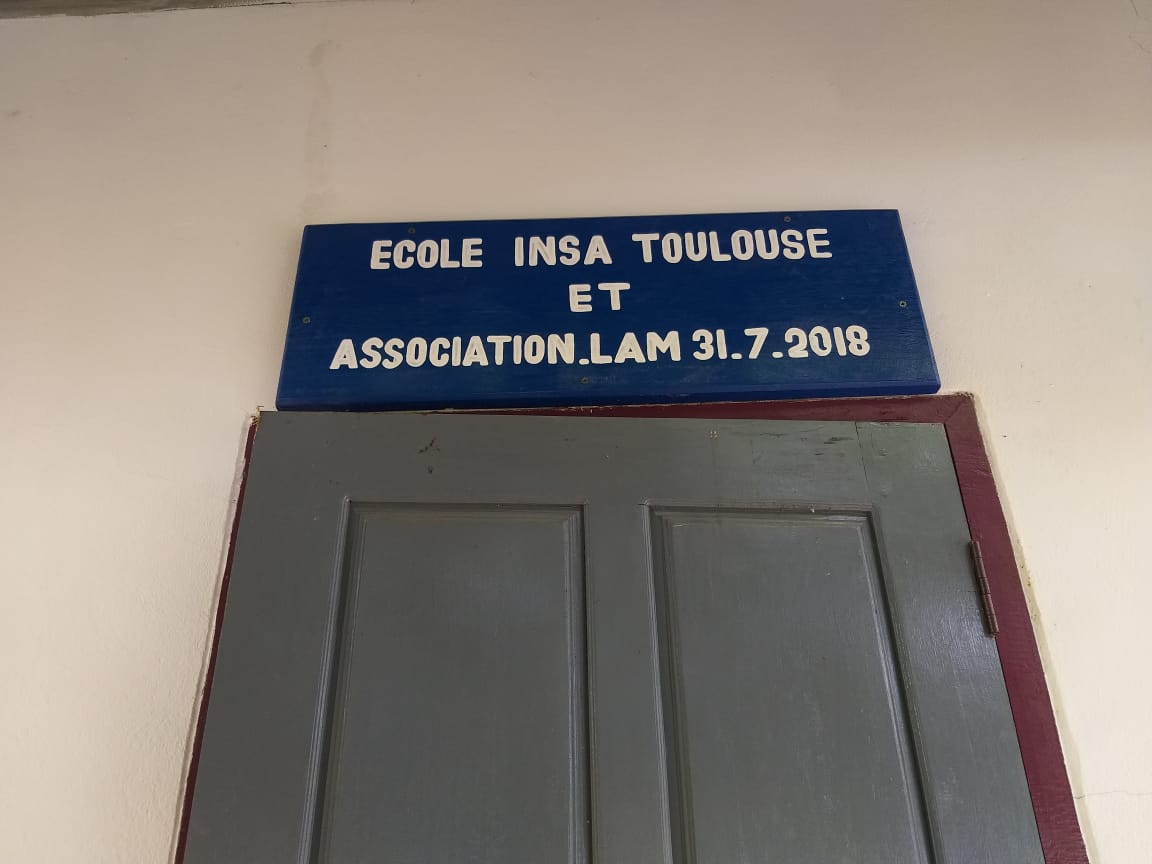 ECOLE INSA TOULOUSE
ET
ASSOCIATION.LAM 31.7.2018